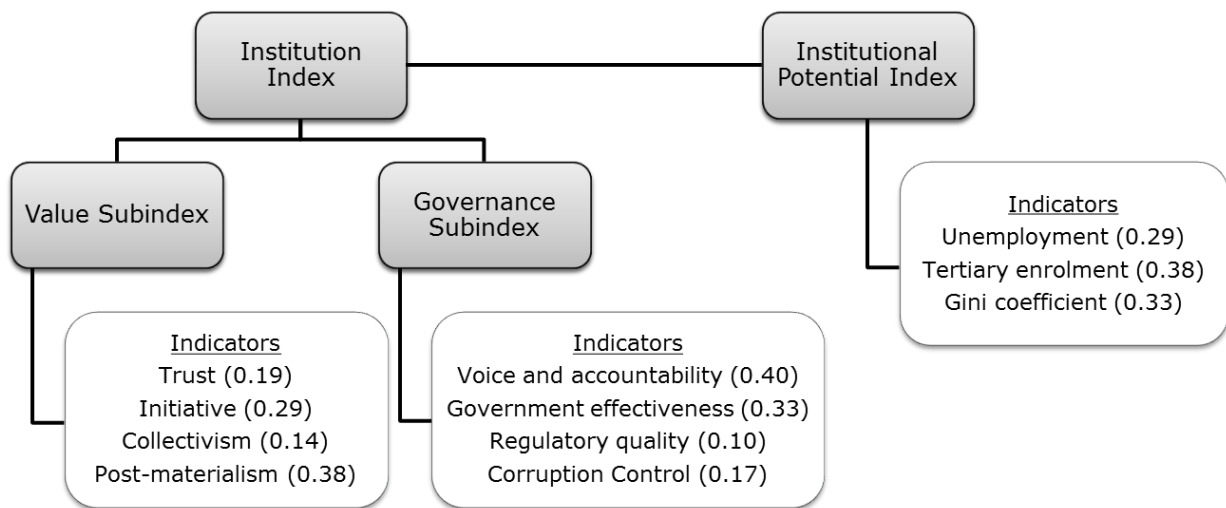 Institution
Index
Institutional
Potential Index
Value Subindex
Governance
Subindex
Indicators
Unemployment (0.29)
Tertiary enrolment (0.38)
Gini coefficient (0.33)
Indicators
Trust (0.19)
Initiative (0.29)
Collectivism (0.14)
Post-materialism (0.38)
Indicators
Voice and accountability (0.40)
Government effectiveness (0.33)
Regulatory quality (0.10)
Corruption Control (0.17)